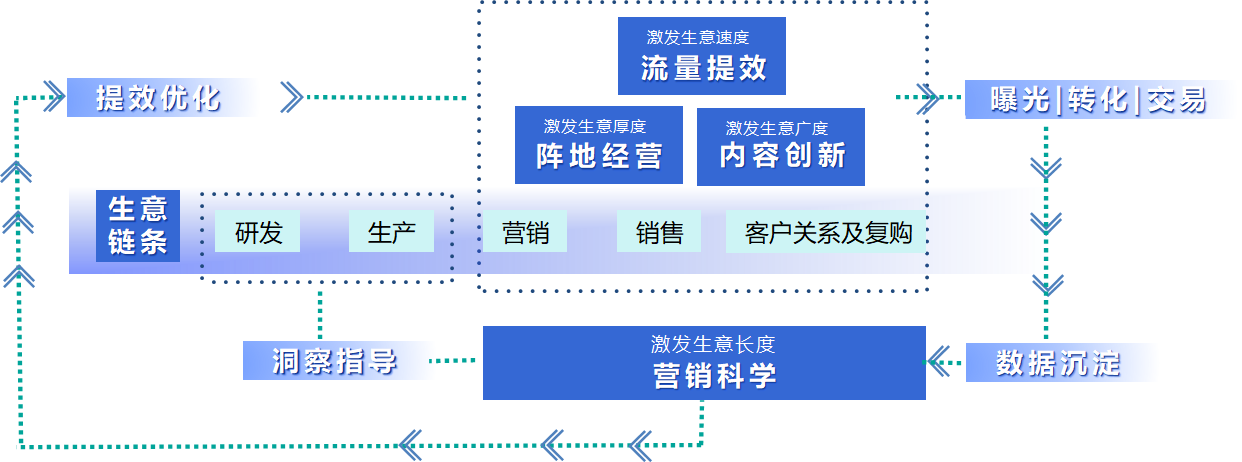 激发生意速度
流量提效
提效优化
曝光|转化|交易
激发生意厚度
阵地经营
激发生意广度
内容创新
生意
链条
研发
生产
营销
销售
客户关系及复购
洞察指导
激发生意长度
营销科学
数据沉淀